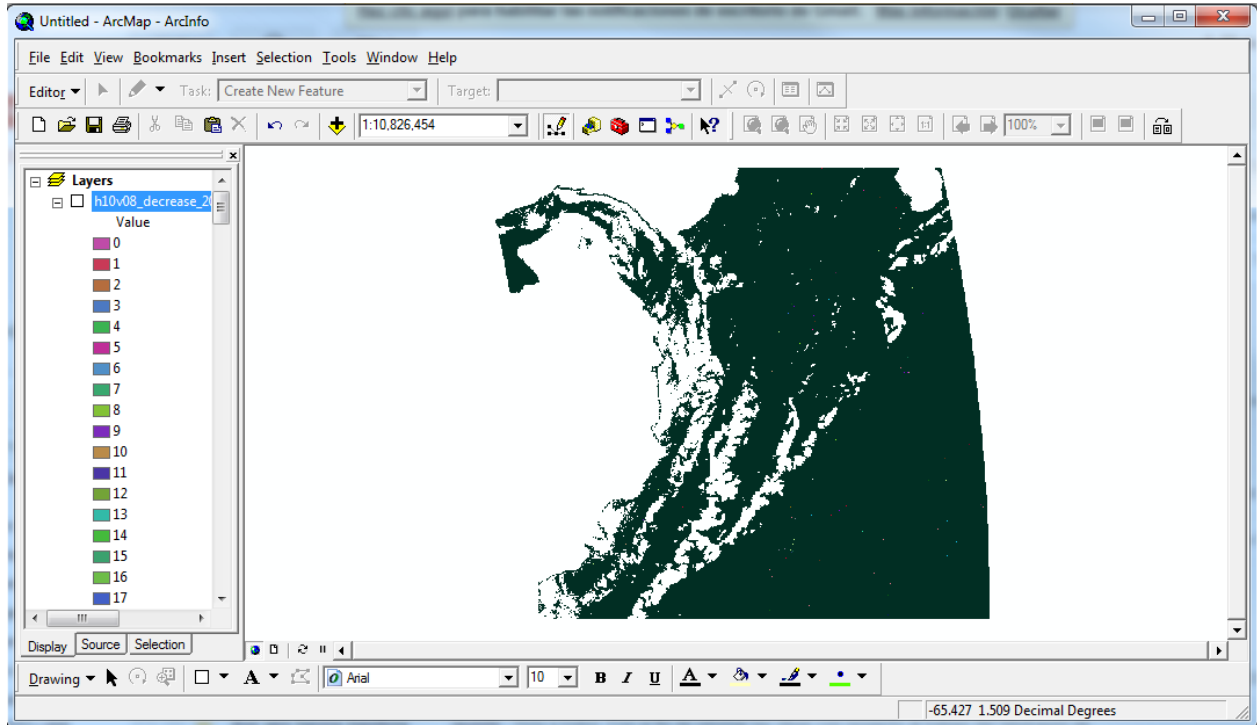 Untitled - ArcMap - ArcInfo
File Edit View Bookmarks Insert Selection Tools Window Help
Editor Task: Create New Feature Target:
1:10,826,454 100%
Layers
h10v08_decrease_20
Value
0
1
2
3
4
5
6
7
8
9
10
11
12
13
14
15
16
17
Display Source Selection
Drawing A Arial 10 B I U A
-65.427 1.509 Decimal Degrees